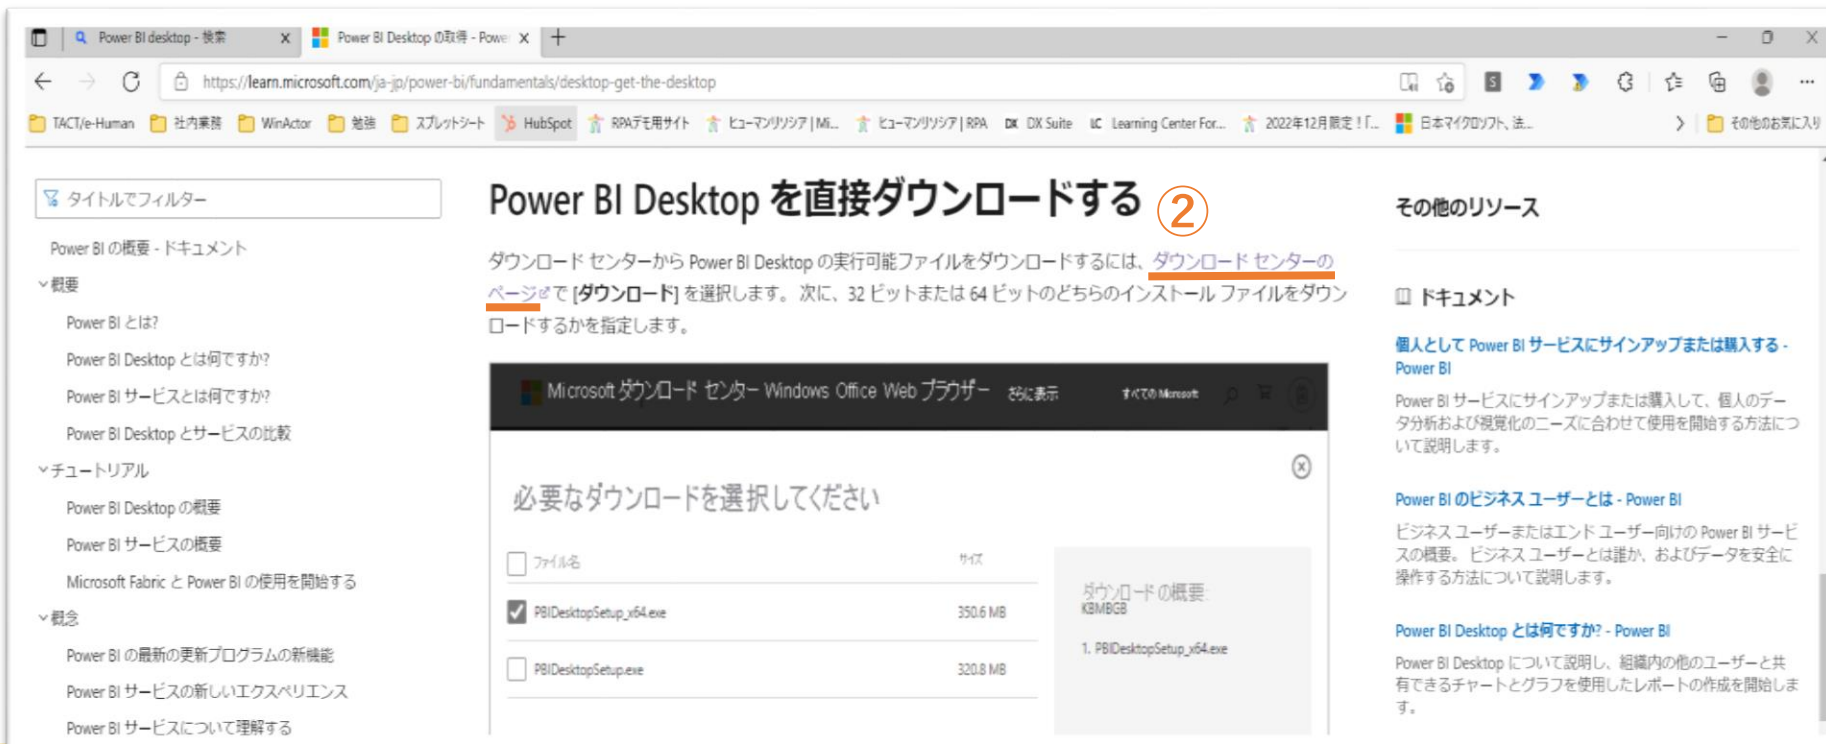 Power BI desktop - 検索
Power BI Desktop の取得 - Power
https://learn.microsoft.com/ja-jp/power-bi/fundamentals/desktop-get-the-desktop
TACT/e-Human 社内業務 WinActor 勉強 スプレットシート HubSpot RPAデモ用サイト ヒューマンリソシア | Mi... ヒューマンリソシア | RPA DX DX Suite LC Learning Center For... 2022年12月限定!「... 日本マイクロソフト、法... その他のお気に入り
タイトルでフィルター
Power BI の概要 - ドキュメント
概要
Power BI とは?
Power BI Desktop とは何ですか?
Power BI サービスとは何ですか?
Power BI Desktop とサービスの比較
チュートリアル
Power BI Desktop の概要
Power BI サービスの概要
Microsoft Fabric と Power BI の使用を開始する
概念
Power BI の最新の更新プログラムの新機能
Power BI サービスの新しいエクスペリエンス
Power BI サービスについて理解する
Power BI Desktop を直接ダウンロードする ②
ダウンロード センターから Power BI Desktop の実行可能ファイルをダウンロードするには、ダウンロード センターの
ページで [ダウンロード] を選択します。 次に、32 ビットまたは 64 ビットのどちらのインストール ファイルをダウン
ロードするかを指定します。
Microsoft ダウンロード センター Windows Office Web ブラウザー さらに表示 すべての Microsoft
必要なダウンロードを選択してください
ファイル名 サイズ
PBIDesktopSetup_x64.exe 350.6 MB
PBIDesktopSetup.exe 320.8 MB
ダウンロード の概要:
KBMBGB
1. PBIDesktopSetup_x64.exe
その他のリソース
ドキュメント
個人として Power BI サービスにサインアップまたは購入する -
Power BI
Power BI サービスにサインアップまたは購入して、個人のデー
タ分析および視覚化のニーズに合わせて使用を開始する方法につ
いて説明します。
Power BI のビジネス ユーザーとは - Power BI
ビジネス ユーザーまたはエンド ユーザー向けの Power BI サービ
スの概要。 ビジネス ユーザーとは誰か、およびデータを安全に
操作する方法について説明します。
Power BI Desktop とは何ですか? - Power BI
Power BI Desktop について説明し、組織内の他のユーザーと共
有できるチャートとグラフを使用したレポートの作成を開始しま
す。